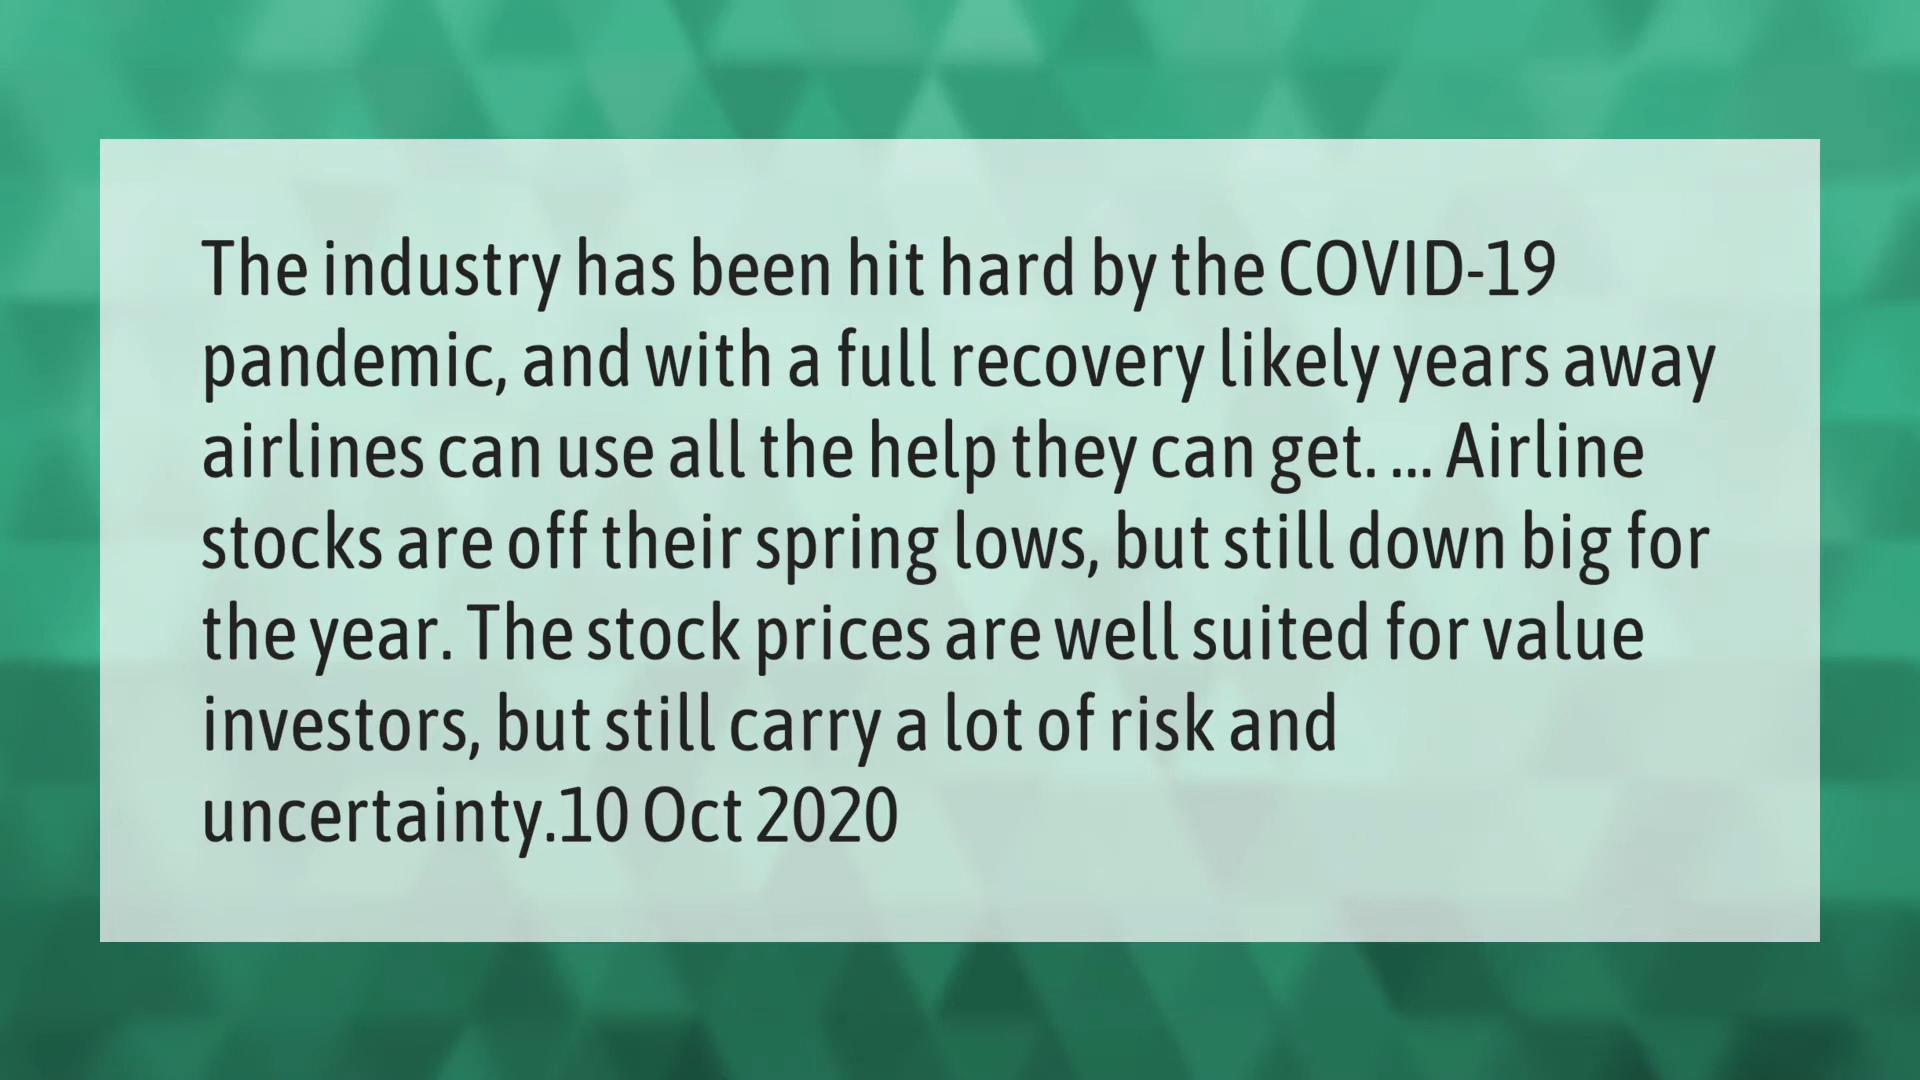 The industry has been hit hard by the COVID-19
pandemic, and with a full recovery likely years away
airlines can use all the help they can get. ... Airline
stocks are off their spring lows, but still down big for
the year. The stock prices are well suited for value
investors, but still carry a lot of risk and
uncertainty.10 Oct 2020